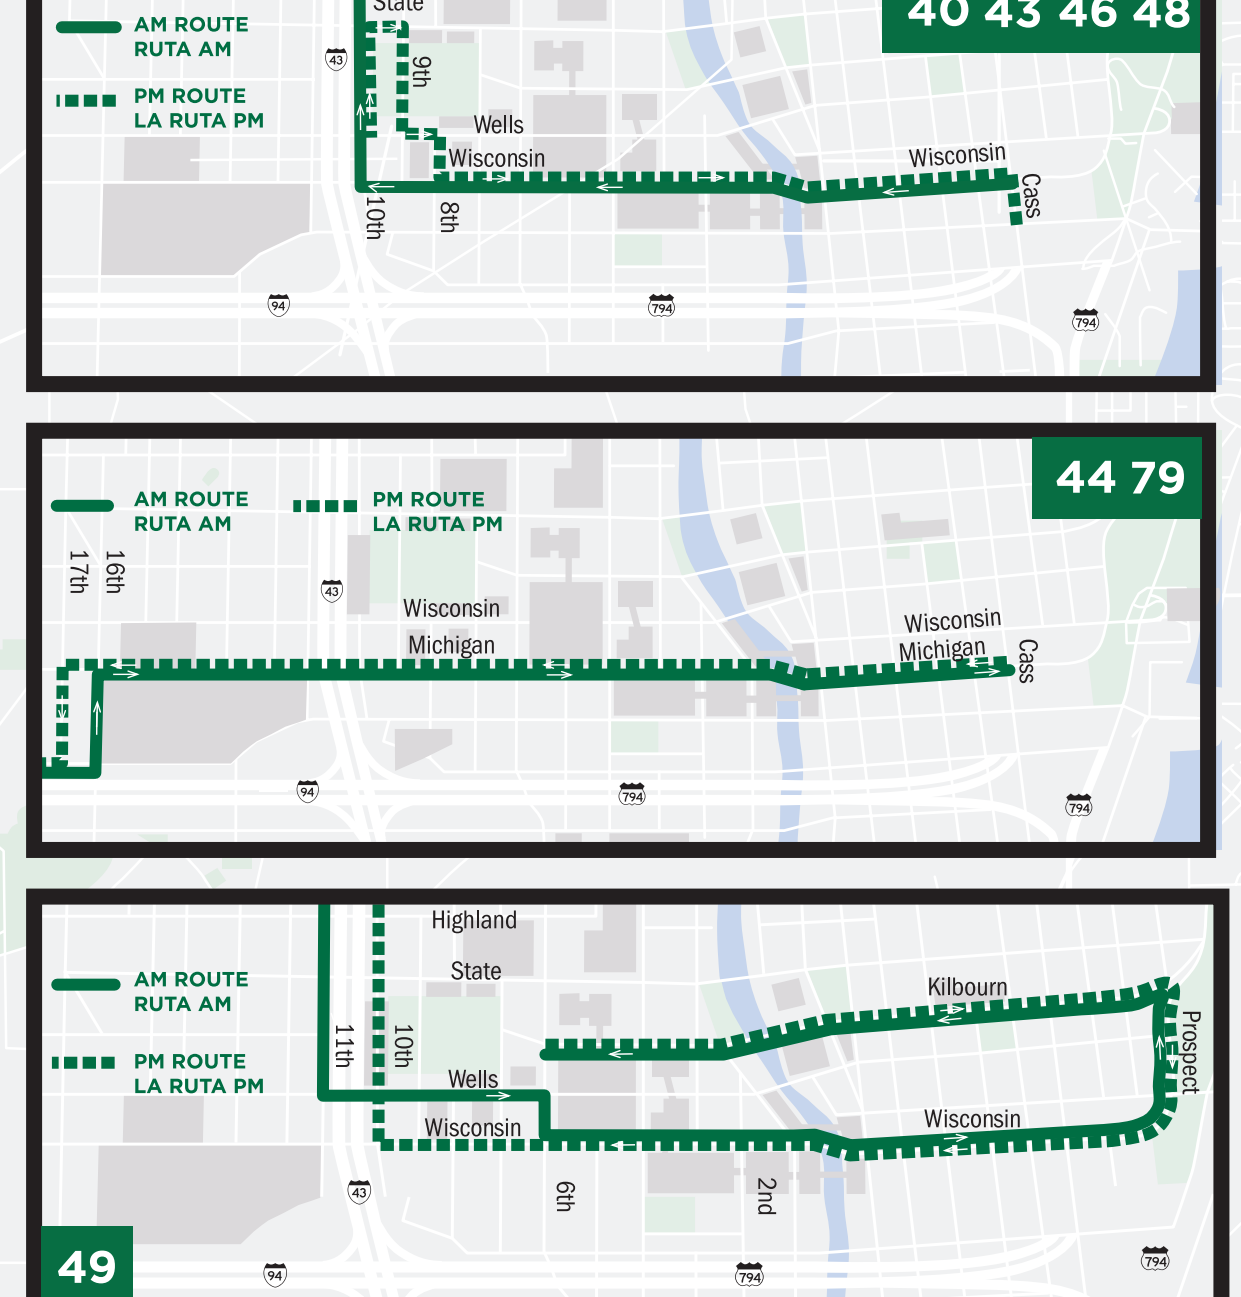 State
AM ROUTE
RUTA AM
PM ROUTE
LA RUTA PM
40 43 46 48
43
9th
Wells
Wisconsin
Wisconsin
Cass
10th
8th
94
794
794
44 79
AM ROUTE
RUTA AM
PM ROUTE
LA RUTA PM
17th
16th
43
Wisconsin
Michigan
Wisconsin
Michigan
Cass
94
794
794
Highland
State
AM ROUTE
RUTA AM
PM ROUTE
LA RUTA PM
Kilbourn
11th
10th
Prospect
Wells
Wisconsin
Wisconsin
43
6th
2nd
49
94
794
794